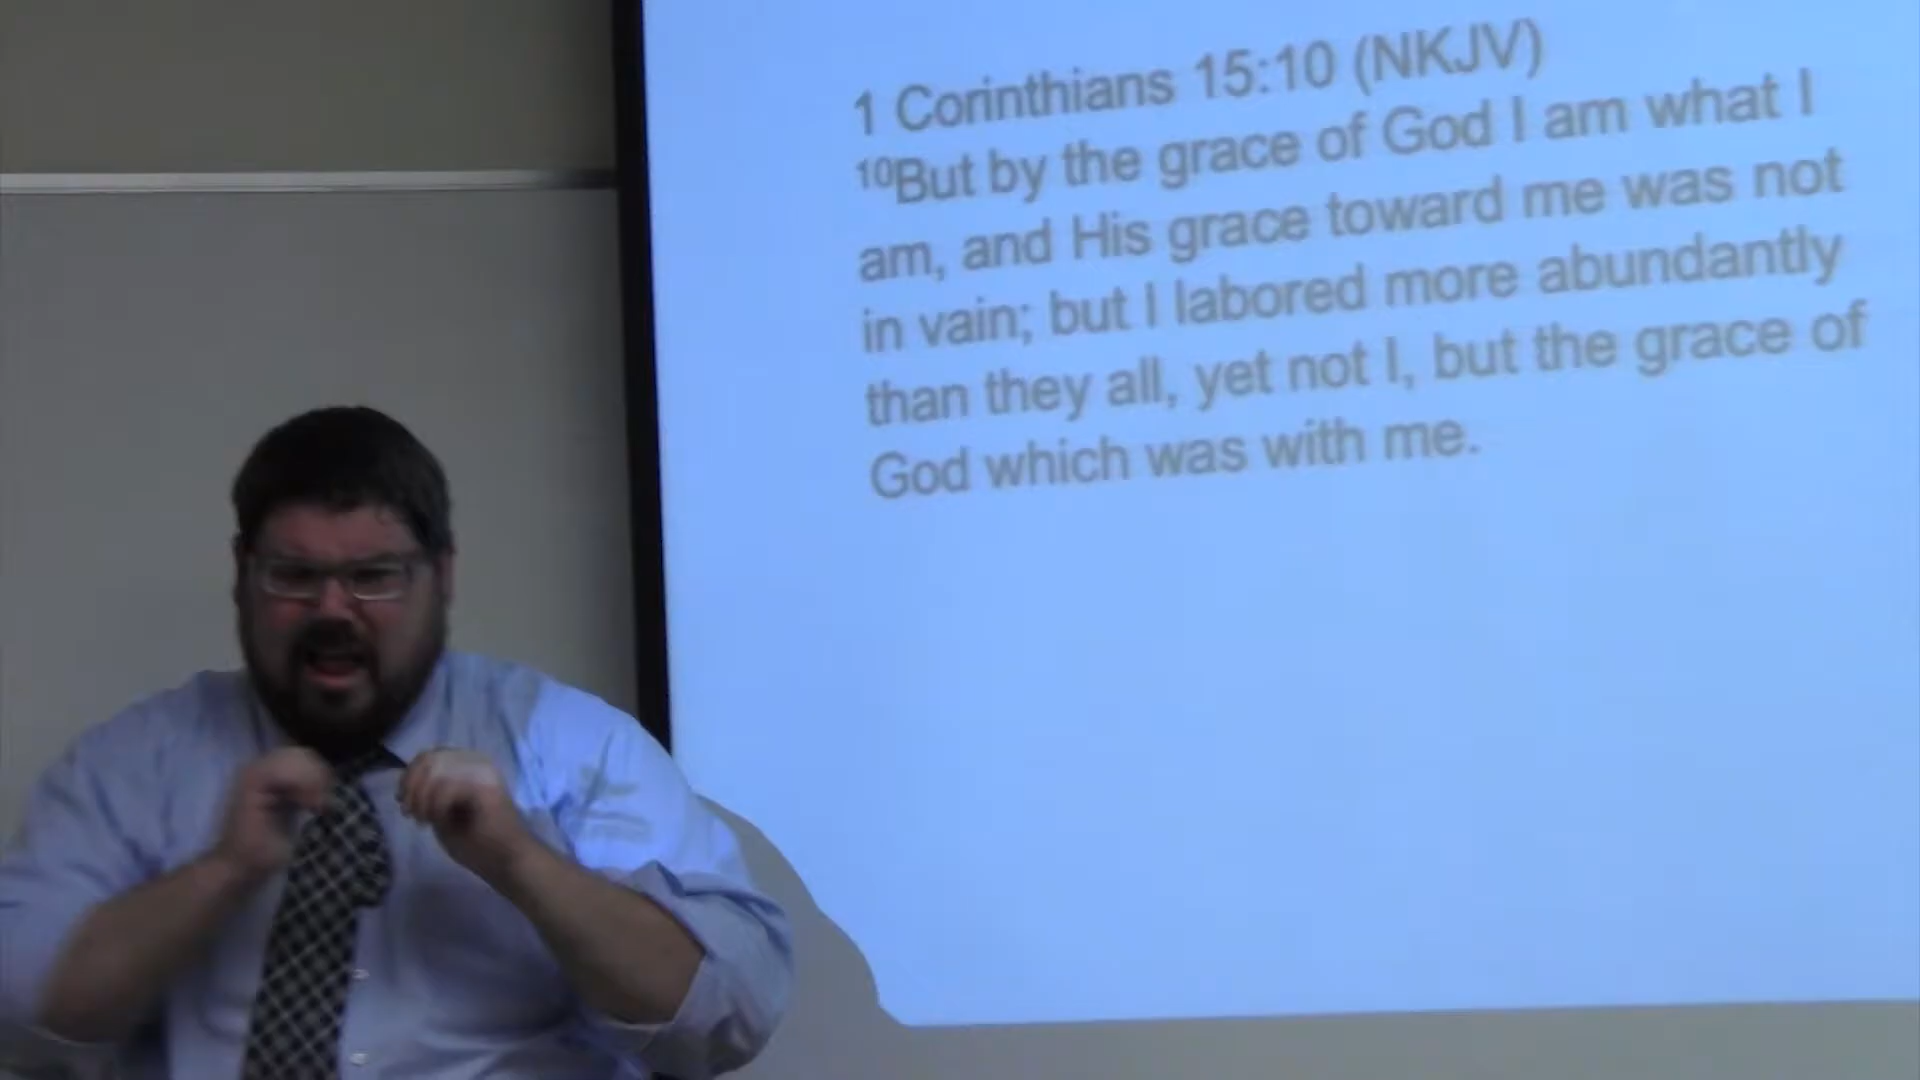 1 Corinthians 15:10 (NKJV)
¹⁰But by the grace of God I am what I
am, and His grace toward me was not
in vain; but I labored more abundantly
than they all, yet not I, but the grace of
God which was with me.